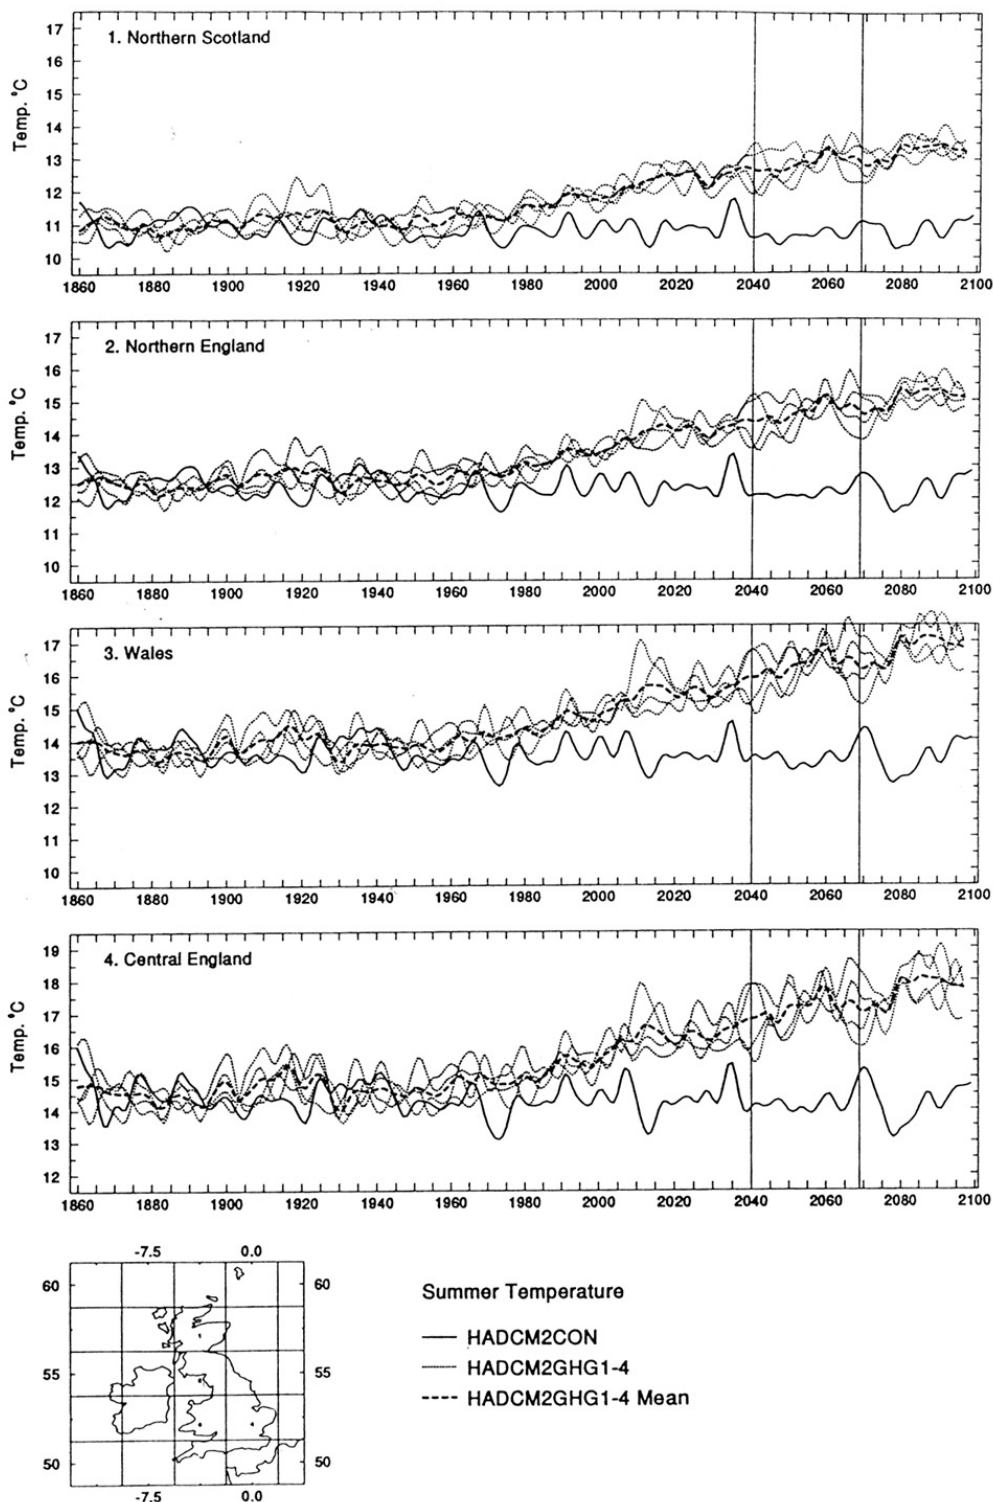 17
1. Northern Scotland
16
15
14
13
12
11
10
Temp. °C
1860 1880 1900 1920 1940 1960 1980 2000 2020 2040 2060 2080 2100
17
2. Northern England
16
15
14
13
12
11
10
Temp. °C
1860 1880 1900 1920 1940 1960 1980 2000 2020 2040 2060 2080 2100
17
3. Wales
16
15
14
13
12
11
10
Temp. °C
1860 1880 1900 1920 1940 1960 1980 2000 2020 2040 2060 2080 2100
19
4. Central England
18
17
16
15
14
13
12
Temp. °C
1860 1880 1900 1920 1940 1960 1980 2000 2020 2040 2060 2080 2100
-7.5 0.0
60 60
55 55
50 50
-7.5 0.0
Summer Temperature
HADCM2CON
HADCM2GHG1-4
HADCM2GHG1-4 Mean